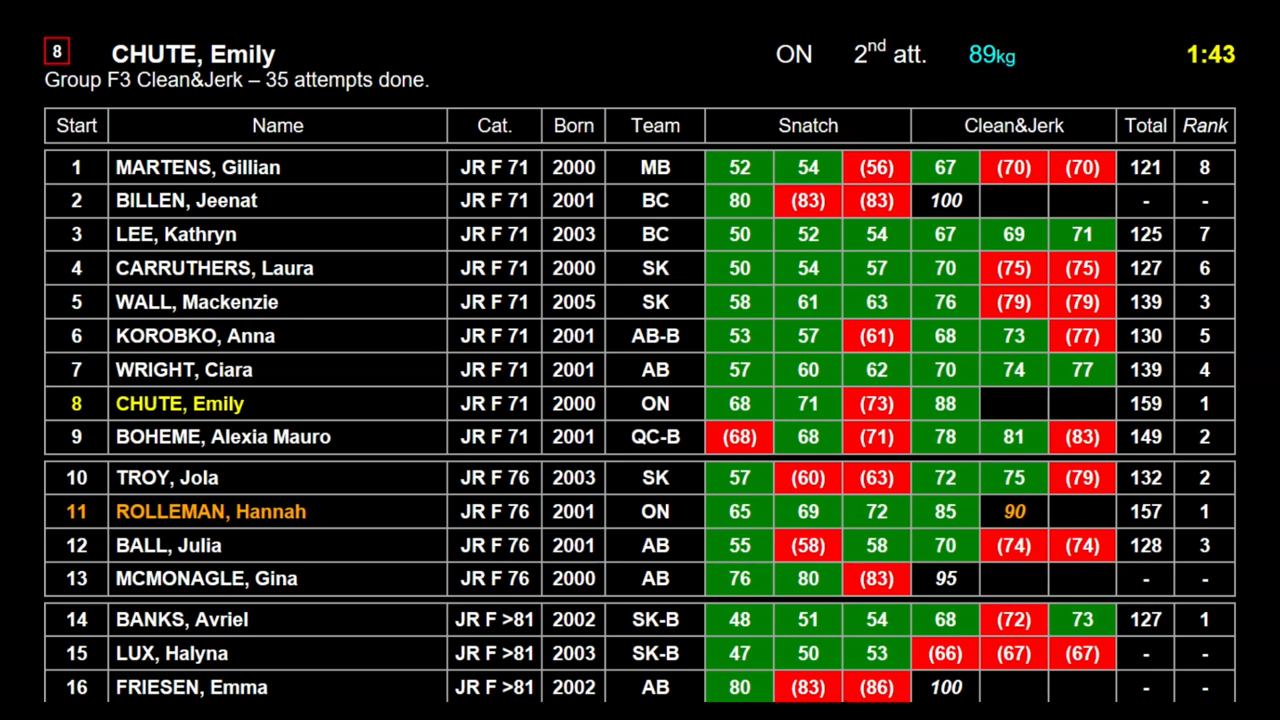 8 CHUTE, Emily ON 2nd att. 89kg 1:43
Group F3 Clean&Jerk – 35 attempts done.
Start Name Cat. Born Team Snatch Clean&Jerk Total Rank
1 MARTENS, Gillian JR F 71 2000 MB 52 54 (56) 67 (70) (70) 121 8
2 BILLEN, Jeenat JR F 71 2001 BC 80 (83) (83) 100 - -
3 LEE, Kathryn JR F 71 2003 BC 50 52 54 67 69 71 125 7
4 CARRUTHERS, Laura JR F 71 2000 SK 50 54 57 70 (75) (75) 127 6
5 WALL, Mackenzie JR F 71 2005 SK 58 61 63 76 (79) (79) 139 3
6 KOROBKO, Anna JR F 71 2001 AB-B 53 57 (61) 68 73 (77) 130 5
7 WRIGHT, Ciara JR F 71 2001 AB 57 60 62 70 74 77 139 4
8 CHUTE, Emily JR F 71 2000 ON 68 71 (73) 88 159 1
9 BOHEME, Alexia Mauro JR F 71 2001 QC-B (68) 68 (71) 78 81 (83) 149 2
10 TROY, Jola JR F 76 2003 SK 57 (60) (63) 72 75 (79) 132 2
11 ROLLEMAN, Hannah JR F 76 2001 ON 65 69 72 85 90 157 1
12 BALL, Julia JR F 76 2001 AB 55 (58) 58 70 (74) (74) 128 3
13 MCMONAGLE, Gina JR F 76 2000 AB 76 80 (83) 95 - -
14 BANKS, Avriel JR F >81 2002 SK-B 48 51 54 68 (72) 73 127 1
15 LUX, Halyna JR F >81 2003 SK-B 47 50 53 (66) (67) (67) - -
16 FRIESEN, Emma JR F >81 2002 AB 80 (83) (86) 100 - -